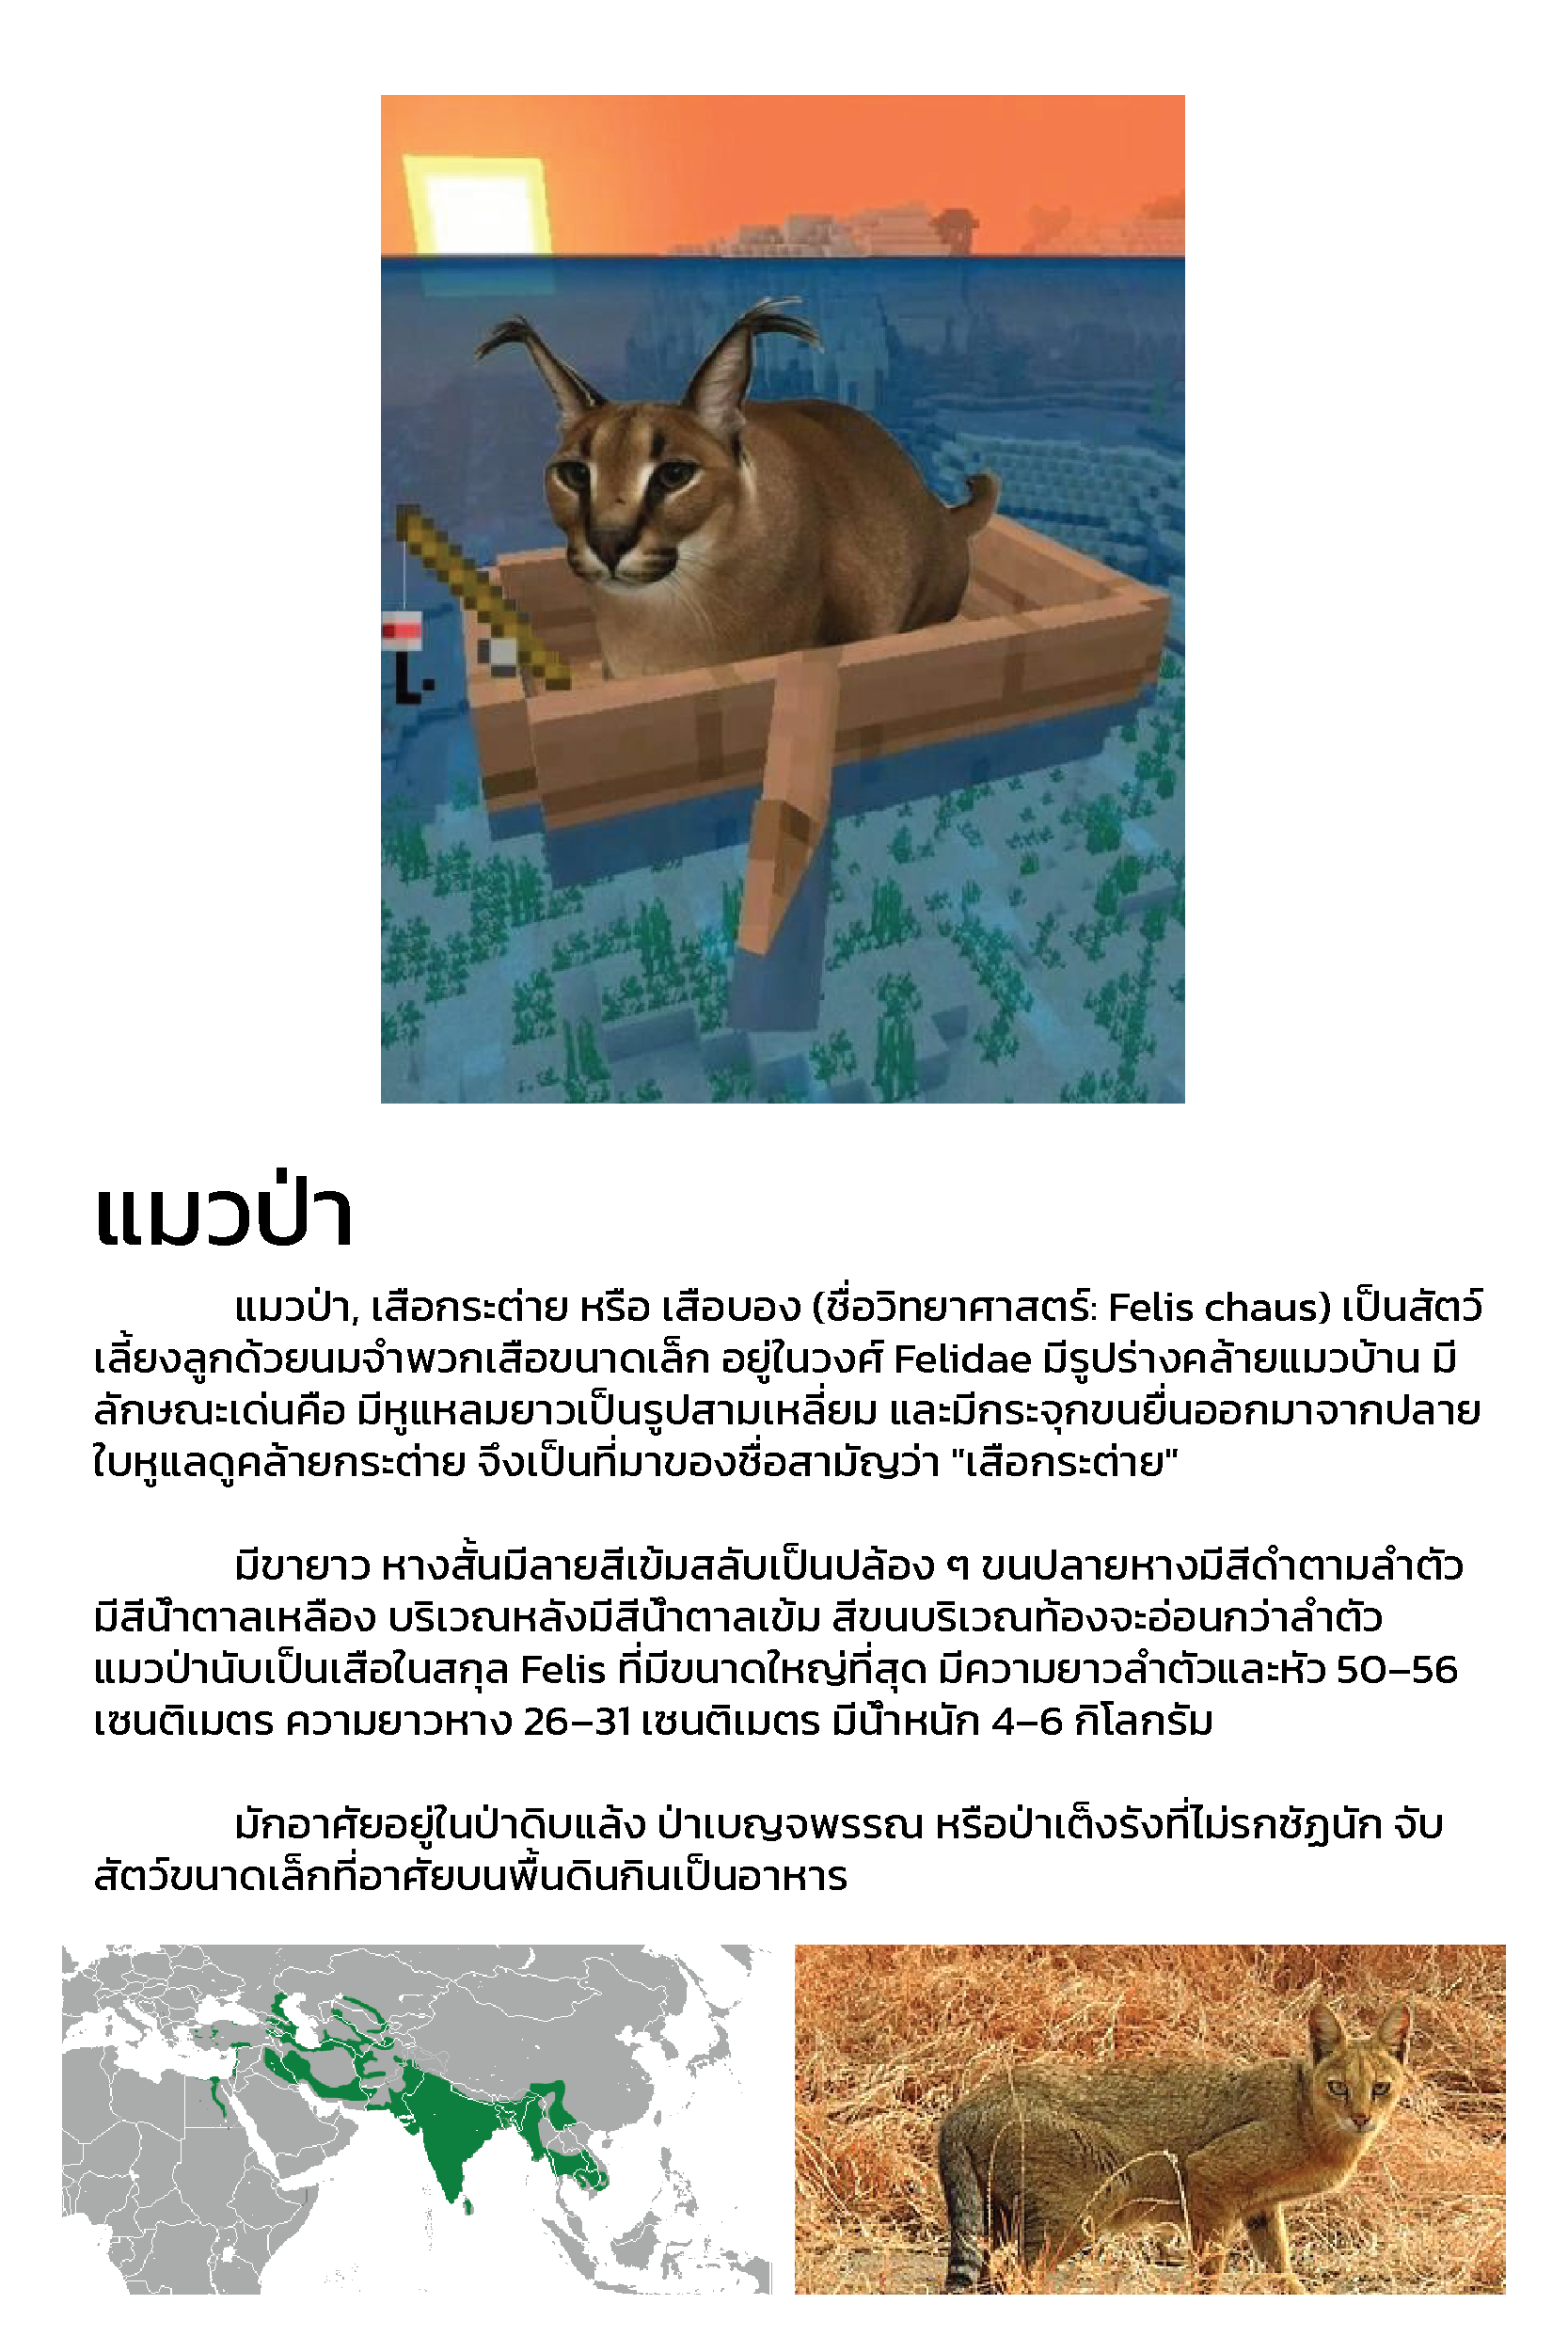 แมวป่า
แมวป่า, เสือกระต่าย หรือ เสือบอง (ชื่อวิทยาศาสตร์: Felis chaus) เป็นสัตว์
เลี้ยงลูกด้วยนมจำพวกเสือขนาดเล็ก อยู่ในวงศ์ Felidae มีรูปร่างคล้ายแมวบ้าน มี
ลักษณะเด่นคือ มีหูแหลมยาวเป็นรูปสามเหลี่ยม และมีกระจุกขนยื่นออกมาจากปลาย
ใบหูแลดูคล้ายกระต่าย จึงเป็นที่มาของชื่อสามัญว่า "เสือกระต่าย"
มีขายาว หางสั้นมีลายสีเข้มสลับเป็นปล้อง ๆ ขนปลายหางมีสีดำตามลำตัว
มีสีน้ำตาลเหลือง บริเวณหลังมีสีน้ำตาลเข้ม สีขนบริเวณท้องจะอ่อนกว่าลำตัว
แมวป่านับเป็นเสือในสกุล Felis ที่มีขนาดใหญ่ที่สุด มีความยาวลำตัวและหัว 50–56
เซนติเมตร ความยาวหาง 26–31 เซนติเมตร มีน้ำหนัก 4–6 กิโลกรัม
มักอาศัยอยู่ในป่าดิบแล้ง ป่าเบญจพรรณ หรือป่าเต็งรังที่ไม่รกชัฏนัก จับ
สัตว์ขนาดเล็กที่อาศัยบนพื้นดินกินเป็นอาหาร